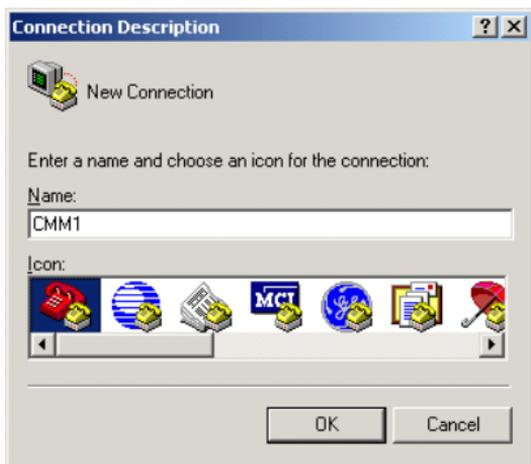 Connection Description
New Connection
Enter a name and choose an icon for the connection:
Name:
CMM1
Icon:
MCI
OK Cancel